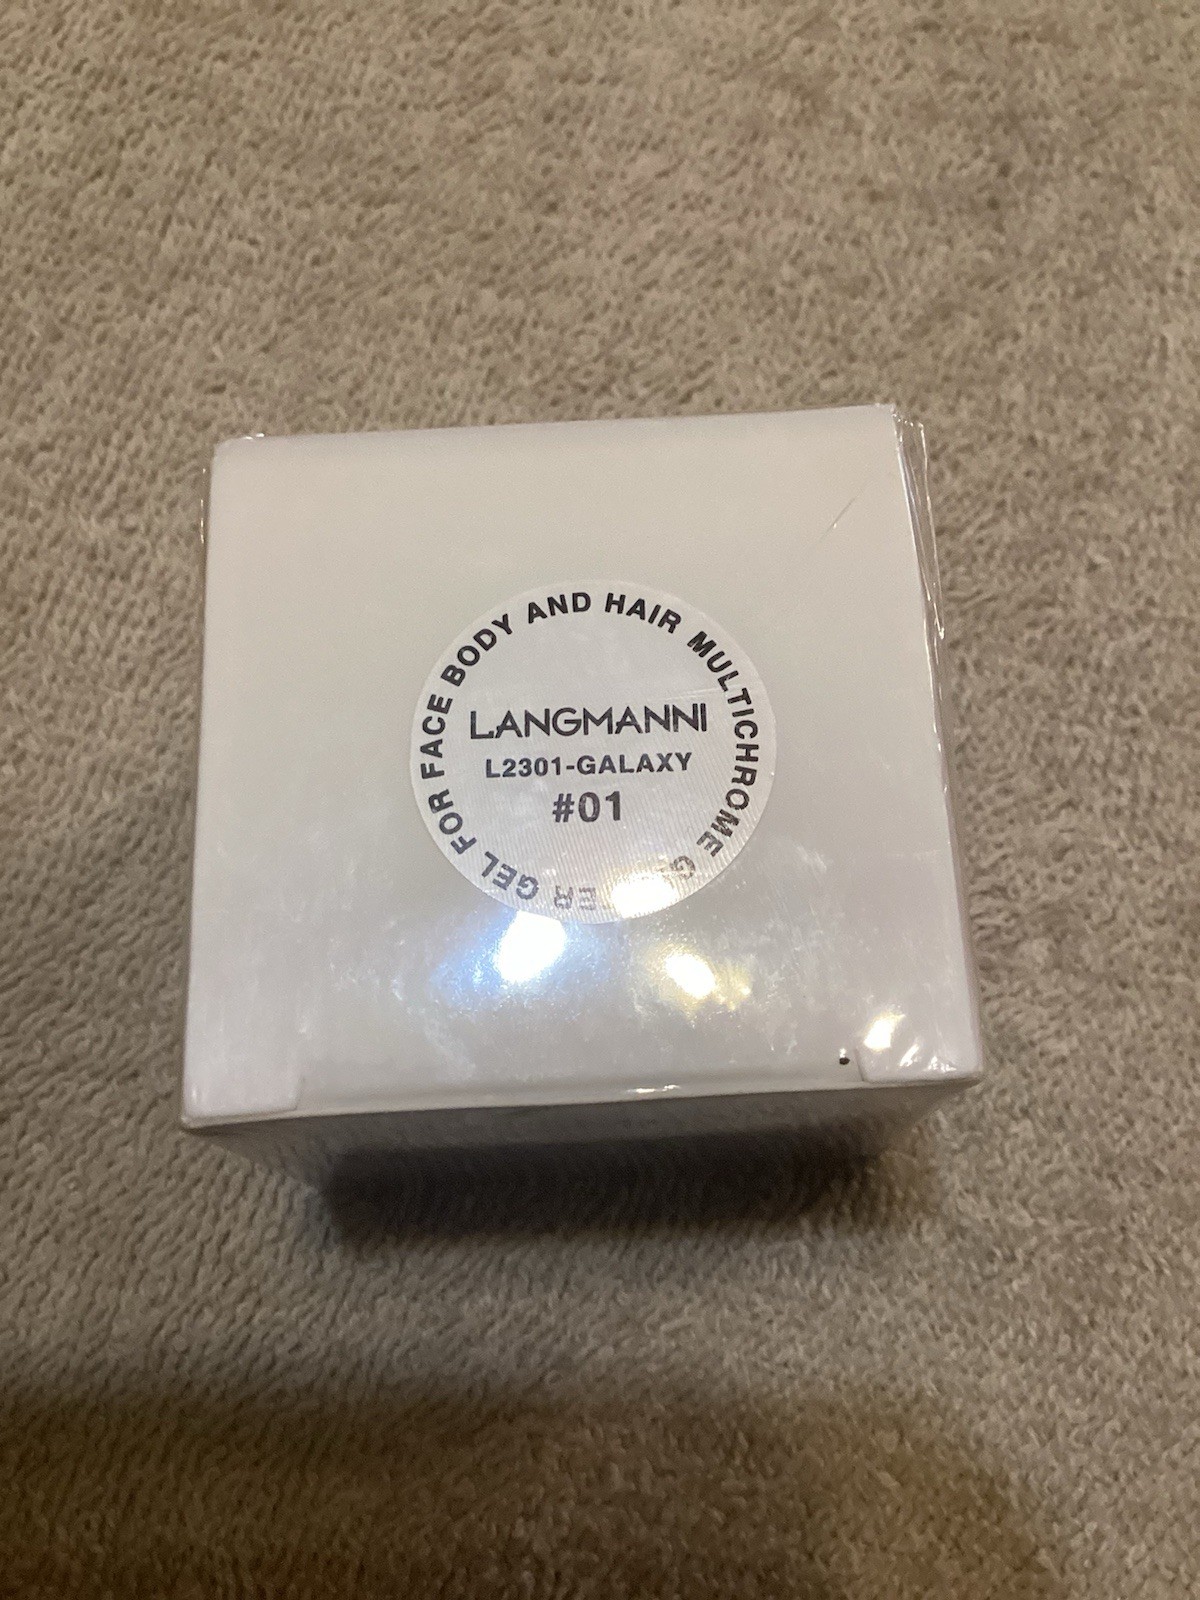 FOR FACE BODY AND HAIR MULTICHROME
GEL
LANGMANNI
L2301-GALAXY
#01